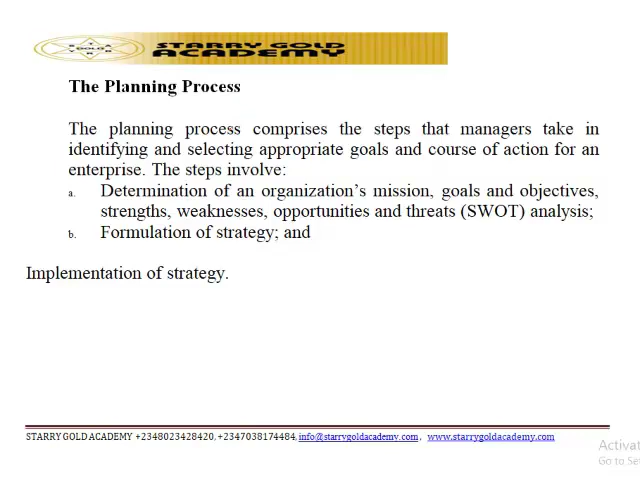 STARRY GOLD
ACADEMY
The Planning Process
The planning process comprises the steps that managers take in
identifying and selecting appropriate goals and course of action for an
enterprise. The steps involve:
a. Determination of an organization’s mission, goals and objectives,
strengths, weaknesses, opportunities and threats (SWOT) analysis;
b. Formulation of strategy; and
Implementation of strategy.
STARRY GOLD ACADEMY +2348023428420, +2347038174484, info@starrygoldacademy.com, www.starrygoldacademy.com
Go to